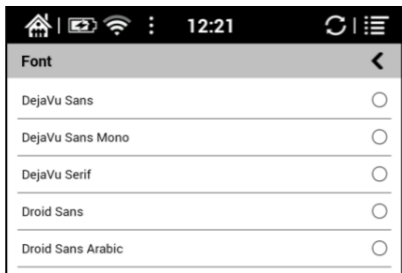 12:21
Font
DejaVu Sans
DejaVu Sans Mono
DejaVu Serif
Droid Sans
Droid Sans Arabic